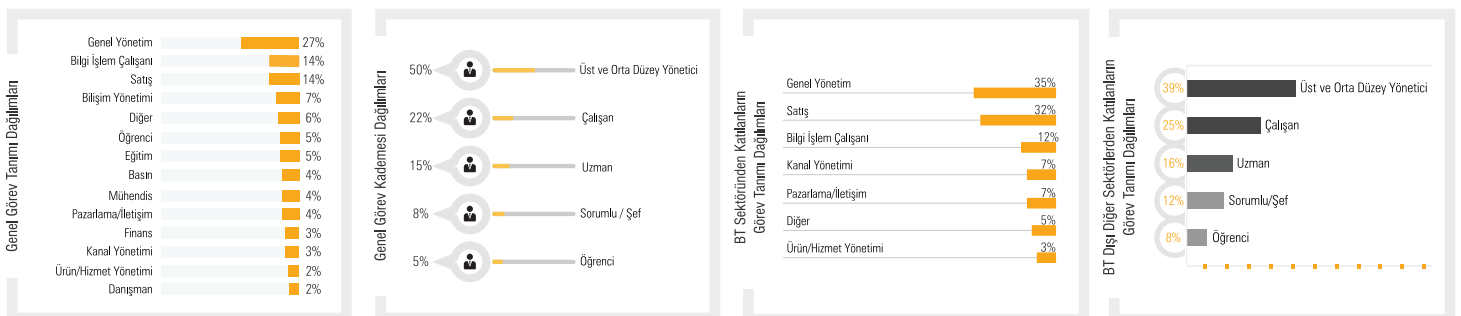 Genel Görev Tanımı Dağılımları
Genel Yönetim 27%
Bilgi İşlem Çalışanı 14%
Satış 14%
Bilişim Yönetimi 7%
Diğer 6%
Öğrenci 5%
Eğitim 5%
Basın 4%
Mühendis 4%
Pazarlama/İletişim 4%
Finans 3%
Kanal Yönetimi 3%
Ürün/Hizmet Yönetimi 2%
Danışman 2%
Genel Görev Kademesi Dağılımları
50% Üst ve Orta Düzey Yönetici
22% Çalışan
15% Uzman
8% Sorumlu / Şef
5% Öğrenci
BT Sektöründen Katılanların
Görev Tanımı Dağılımları
Genel Yönetim 35%
Satış 32%
Bilgi İşlem Çalışanı 12%
Kanal Yönetimi 7%
Pazarlama/İletişim 7%
Diğer 5%
Ürün/Hizmet Yönetimi 3%
BT Dışı Diğer Sektörlerden Katılanların
Görev Tanımı Dağılımları
39% Üst ve Orta Düzey Yönetici
25% Çalışan
16% Uzman
12% Sorumlu/Şef
8% Öğrenci